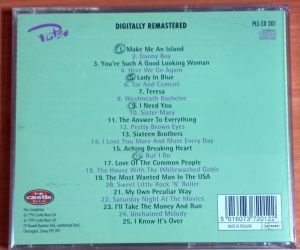 Pulse
DIGITALLY REMASTERED
PLS CD 201
1. Make Me An Island
2. Danny Boy
3. You're Such A Good Looking Woman
4. Here We Go Again
5. Lady In Blue
6. Tar And Cement
7. Teresa
8. Westmeath Bachelor
9. I Need You
10. Sister Mary
11. The Answer To Everything
12. Pretty Brown Eyes
13. Sixteen Brothers
14. I Love You More And More Every Day
15. Aching Breaking Heart
16. But I Do
17. Love Of The Common People
18. The House With The Whitewashed Gable
19. The Most Wanted Man In The USA
20. Sweet Little Rock 'N' Roller
21. My Own Peculiar Way
22. Saturday Night At The Movies
23. I'll Take The Money And Run
24. Unchained Melody
25. I Know It's Over
castle
MADE IN ENGLAND
5 016073 720122